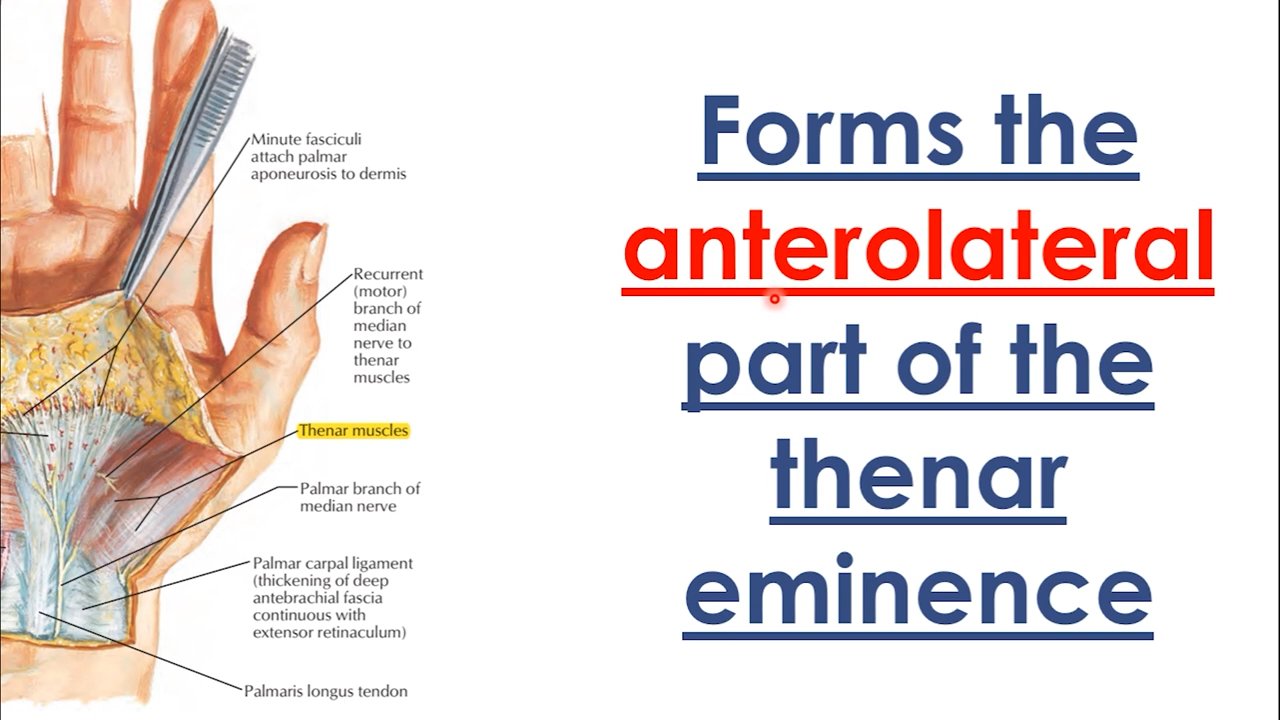 Minute fasciculi
attach palmar
aponeurosis to dermis
Recurrent
(motor)
branch of
median
nerve to
thenar
muscles
Thenar muscles
Palmar branch of
median nerve
Palmar carpal ligament
(thickening of deep
antebrachial fascia
continuous with
extensor retinaculum)
Palmaris longus tendon
Forms the
anterolateral
part of the
thenar
eminence